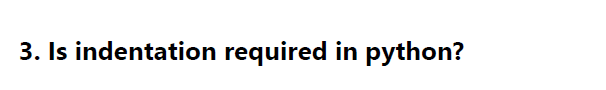 3. Is indentation required in python?